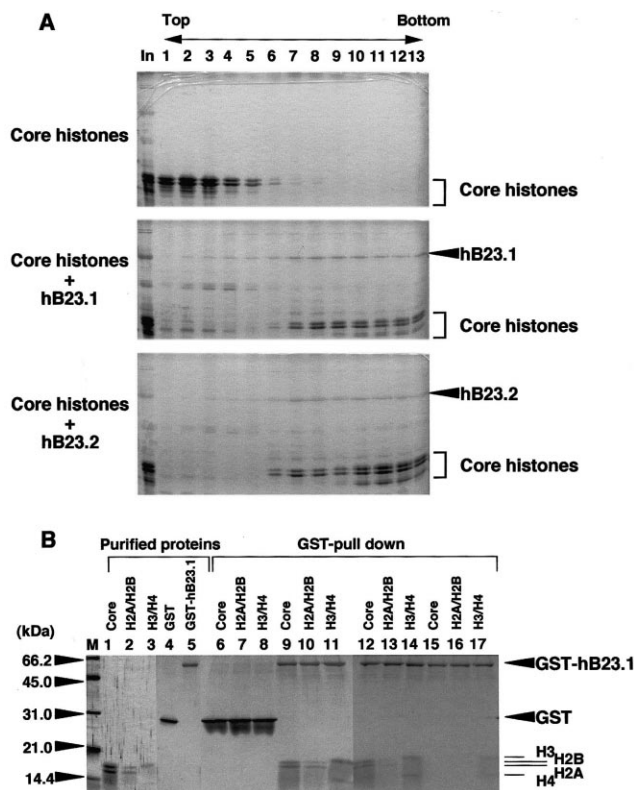 A
Top
Bottom
In 1 2 3 4 5 6 7 8 9 10 11 12 13
Core histones
Core histones
Core histones
+
hB23.1
hB23.1
Core histones
Core histones
+
hB23.2
hB23.2
Core histones
B
Purified proteins
GST-pull down
Core H2A/H2B H3/H4 GST GST-hB23.1 Core H2A/H2B H3/H4 Core H2A/H2B H3/H4 Core H2A/H2B H3/H4 Core H2A/H2B H3/H4
(kDa)
M 1 2 3 4 5 6 7 8 9 10 11 12 13 14 15 16 17
66.2
GST-hB23.1
45.0
31.0
GST
21.0
H3
H2B
H2A
14.4
H4